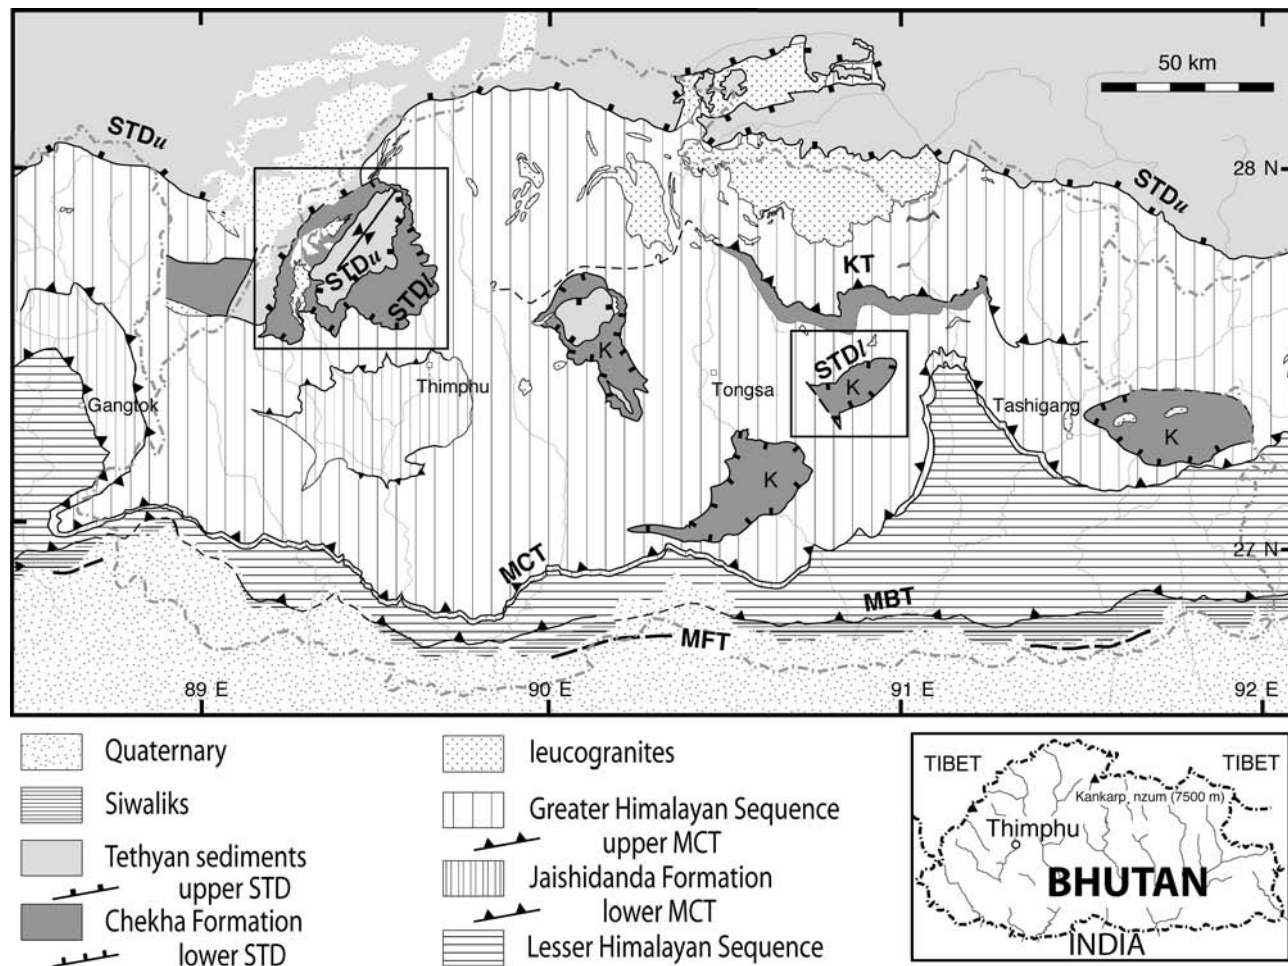 50 km
STDu
28 N
STDu
KT
STDu
STDl
?
?
STDl
K
K
Thimphu
Tongsa
Gangtok
Tashigang
K
K
27 N
MCT
MBT
MFT
89 E
90 E
91 E
92 E
Quaternary
Siwaliks
Tethyan sediments
upper STD
Chekha Formation
lower STD
leucogranites
Greater Himalayan Sequence
upper MCT
Jaishidanda Formation
lower MCT
Lesser Himalayan Sequence
TIBET
TIBET
Kankarp nzum (7500 m)
Thimphu
BHUTAN
INDIA